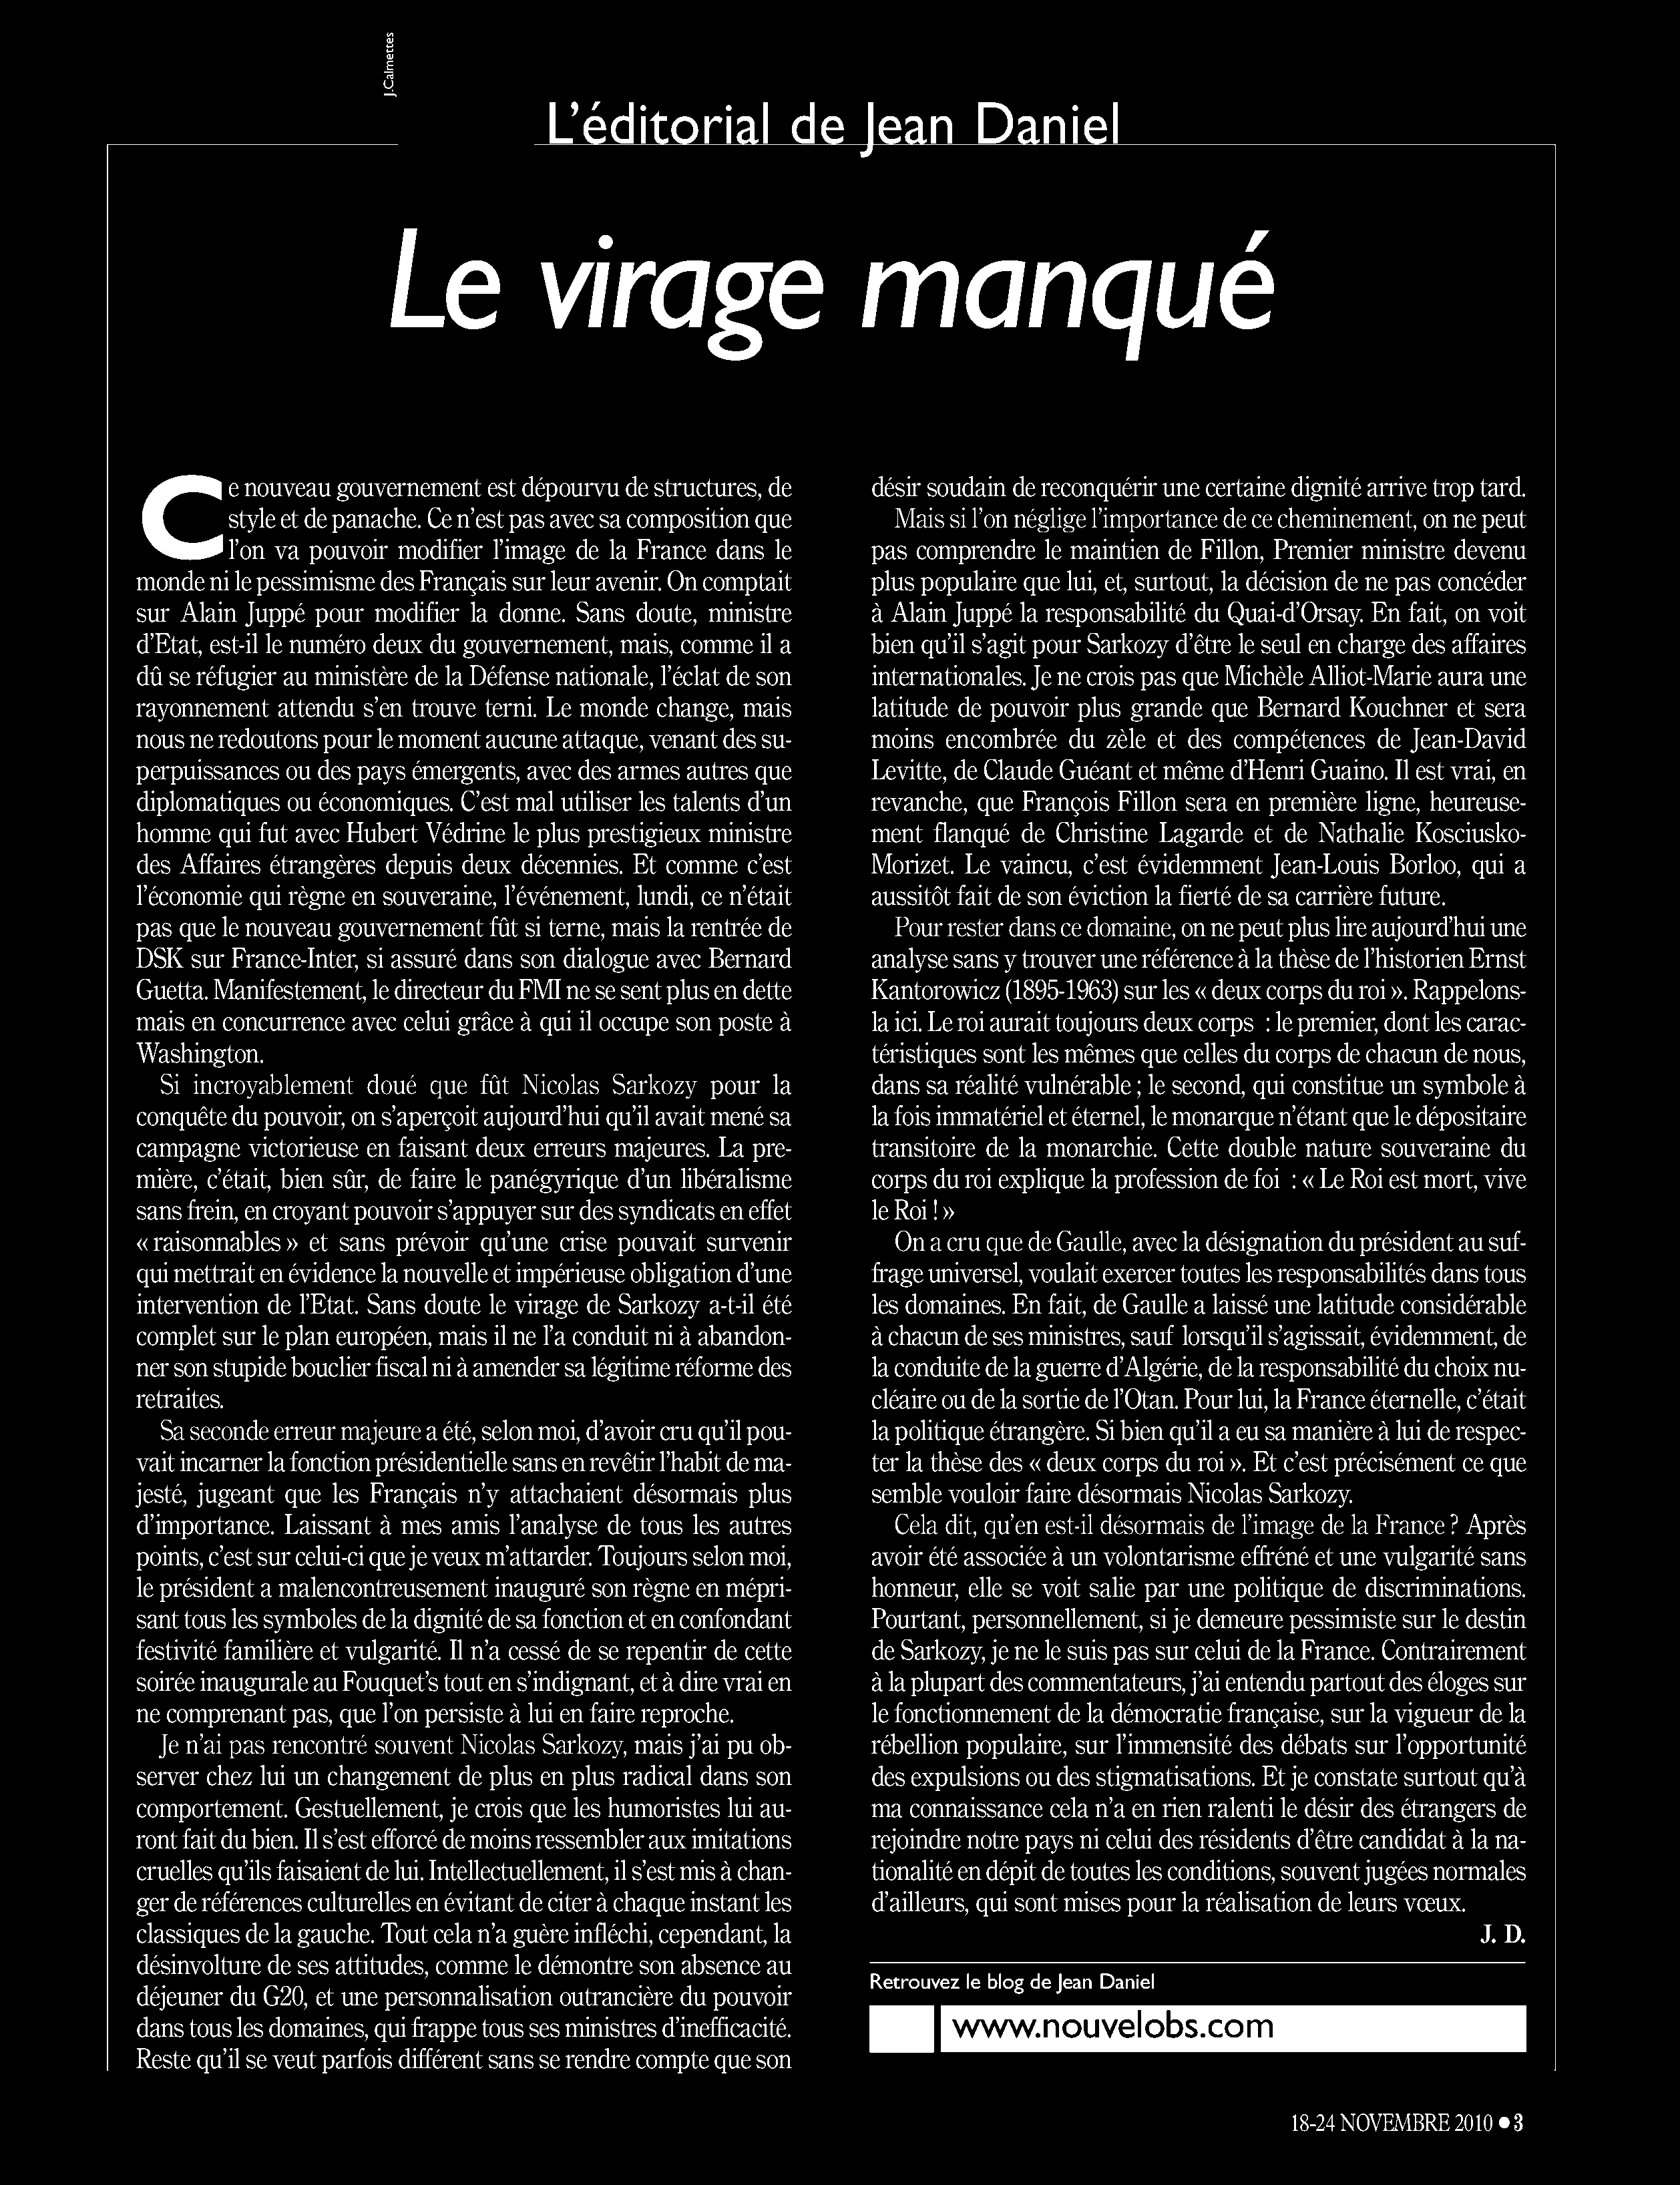 J.Calmettes
L'éditorial de Jean Daniel
Le virage manqué
Ce nouveau gouvernement est dépourvu de structures, de
style et de panache. Ce n'est pas avec sa composition que
l'on va pouvoir modifier l'image de la France dans le
monde ni le pessimisme des Français sur leur avenir. On comptait
sur Alain Juppé pour modifier la donne. Sans doute, ministre
d'Etat, est-il le numéro deux du gouvernement, mais, comme il a
dû se réfugier au ministère de la Défense nationale, l'éclat de son
rayonnement attendu s'en trouve terni. Le monde change, mais
nous ne redoutons pour le moment aucune attaque, venant des su-
perpuissances ou des pays émergents, avec des armes autres que
diplomatiques ou économiques. C'est mal utiliser les talents d'un
homme qui fut avec Hubert Védrine le plus prestigieux ministre
des Affaires étrangères depuis deux décennies. Et comme c'est
l'économie qui règne en souveraine, l'événement, lundi, ce n'était
pas que le nouveau gouvernement fût si terne, mais la rentrée de
DSK sur France-Inter, si assuré dans son dialogue avec Bernard
Guetta. Manifestement, le directeur du FMI ne se sent plus en dette
mais en concurrence avec celui grâce à qui il occupe son poste à
Washington.
Si incroyablement doué que fût Nicolas Sarkozy pour la
conquête du pouvoir, on s'aperçoit aujourd'hui qu'il avait mené sa
campagne victorieuse en faisant deux erreurs majeures. La pre-
mière, c'était, bien sûr, de faire le panégyrique d'un libéralisme
sans frein, en croyant pouvoir s'appuyer sur des syndicats en effet
« raisonnables » et sans prévoir qu'une crise pouvait survenir
qui mettrait en évidence la nouvelle et impérieuse obligation d'une
intervention de l'Etat. Sans doute le virage de Sarkozy a-t-il été
complet sur le plan européen, mais il ne l'a conduit ni à abandon-
ner son stupide bouclier fiscal ni à amender sa légitime réforme des
retraites.
Sa seconde erreur majeure a été, selon moi, d'avoir cru qu'il pou-
vait incarner la fonction présidentielle sans en revêtir l'habit de ma-
jesté, jugeant que les Français n'y attachaient désormais plus
d'importance. Laissant à mes amis l'analyse de tous les autres
points, c'est sur celui-ci que je veux m'attarder. Toujours selon moi,
le président a malencontreusement inauguré son règne en mépri-
sant tous les symboles de la dignité de sa fonction et en confondant
festivité familière et vulgarité. Il n'a cessé de se repentir de cette
soirée inaugurale au Fouquet's tout en s'indignant, et à dire vrai en
ne comprenant pas, que l'on persiste à lui en faire reproche.
Je n'ai pas rencontré souvent Nicolas Sarkozy, mais j'ai pu ob-
server chez lui un changement de plus en plus radical dans son
comportement. Gestuellement, je crois que les humoristes lui au-
ront fait du bien. Il s'est efforcé de moins ressembler aux imitations
cruelles qu'ils faisaient de lui. Intellectuellement, il s'est mis à chan-
ger de références culturelles en évitant de citer à chaque instant les
classiques de la gauche. Tout cela n'a guère infléchi, cependant, la
désinvolture de ses attitudes, comme le démontre son absence au
déjeuner du G20, et une personnalisation outrancière du pouvoir
dans tous les domaines, qui frappe tous ses ministres d'inefficacité.
Reste qu'il se veut parfois différent sans se rendre compte que son
désir soudain de reconquérir une certaine dignité arrive trop tard.
Mais si l'on néglige l'importance de ce cheminement, on ne peut
pas comprendre le maintien de Fillon, Premier ministre devenu
plus populaire que lui, et, surtout, la décision de ne pas concéder
à Alain Juppé la responsabilité du Quai-d'Orsay. En fait, on voit
bien qu'il s'agit pour Sarkozy d'être le seul en charge des affaires
internationales. Je ne crois pas que Michèle Alliot-Marie aura une
latitude de pouvoir plus grande que Bernard Kouchner et sera
moins encombrée du zèle et des compétences de Jean-David
Levitte, de Claude Guéant et même d'Henri Guaino. Il est vrai, en
revanche, que François Fillon sera en première ligne, heureuse-
ment flanqué de Christine Lagarde et de Nathalie Kosciusko-
Morizet. Le vaincu, c'est évidemment Jean-Louis Borloo, qui a
aussitôt fait de son éviction la fierté de sa carrière future.
Pour rester dans ce domaine, on ne peut plus lire aujourd'hui une
analyse sans y trouver une référence à la thèse de l'historien Ernst
Kantorowicz (1895-1963) sur les « deux corps du roi ». Rappelons-
la ici. Le roi aurait toujours deux corps : le premier, dont les carac-
téristiques sont les mêmes que celles du corps de chacun de nous,
dans sa réalité vulnérable ; le second, qui constitue un symbole à
la fois immatériel et éternel, le monarque n'étant que le dépositaire
transitoire de la monarchie. Cette double nature souveraine du
corps du roi explique la profession de foi : « Le Roi est mort, vive
le Roi ! »
On a cru que de Gaulle, avec la désignation du président au suf-
frage universel, voulait exercer toutes les responsabilités dans tous
les domaines. En fait, de Gaulle a laissé une latitude considérable
à chacun de ses ministres, sauf lorsqu'il s'agissait, évidemment, de
la conduite de la guerre d'Algérie, de la responsabilité du choix nu-
cléaire ou de la sortie de l'Otan. Pour lui, la France éternelle, c'était
la politique étrangère. Si bien qu'il a eu sa manière à lui de respec-
ter la thèse des « deux corps du roi ». Et c'est précisément ce que
semble vouloir faire désormais Nicolas Sarkozy.
Cela dit, qu'en est-il désormais de l'image de la France ? Après
avoir été associée à un volontarisme effréné et une vulgarité sans
honneur, elle se voit salie par une politique de discriminations.
Pourtant, personnellement, si je demeure pessimiste sur le destin
de Sarkozy, je ne le suis pas sur celui de la France. Contrairement
à la plupart des commentateurs, j'ai entendu partout des éloges sur
le fonctionnement de la démocratie française, sur la vigueur de la
rébellion populaire, sur l'immensité des débats sur l'opportunité
des expulsions ou des stigmatisations. Et je constate surtout qu'à
ma connaissance cela n'a en rien ralenti le désir des étrangers de
rejoindre notre pays ni celui des résidents d'être candidat à la na-
tionalité en dépit de toutes les conditions, souvent jugées normales
d'ailleurs, qui sont mises pour la réalisation de leurs vœux.
J. D.
Retrouvez le blog de Jean Daniel
www.nouvelobs.com
18-24 NOVEMBRE 2010 ● 3